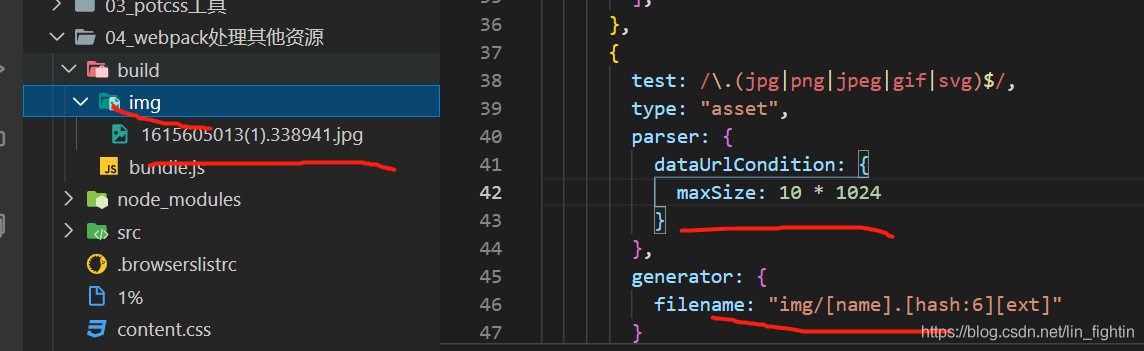 03_potcss工具
04_webpack处理其他资源
build
img
1615605013(1).338941.jpg
JS bundle.js
node_modules
src
.browserslistrc
1%
content.css
36 },
37 {
38 test: /\.(jpg|png|jpeg|gif|svg)$/,
39 type: "asset",
40 parser: {
41 dataUrlCondition: {
42 maxSize: 10 * 1024
43 }
44 },
45 generator: {
46 filename: "img/[name].[hash:6][ext]"
47 }
https://blog.csdn.net/lin_fightin